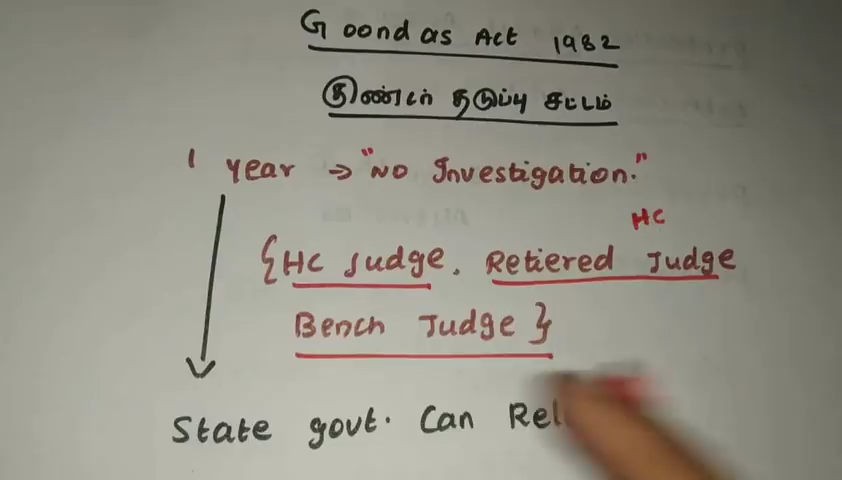 Goondas Act 1982
குண்டர் தடுப்பு சட்டம்
1 year → "No Investigation."
HC
{HC Judge. Retiered Judge
Bench Judge }
State govt. Can